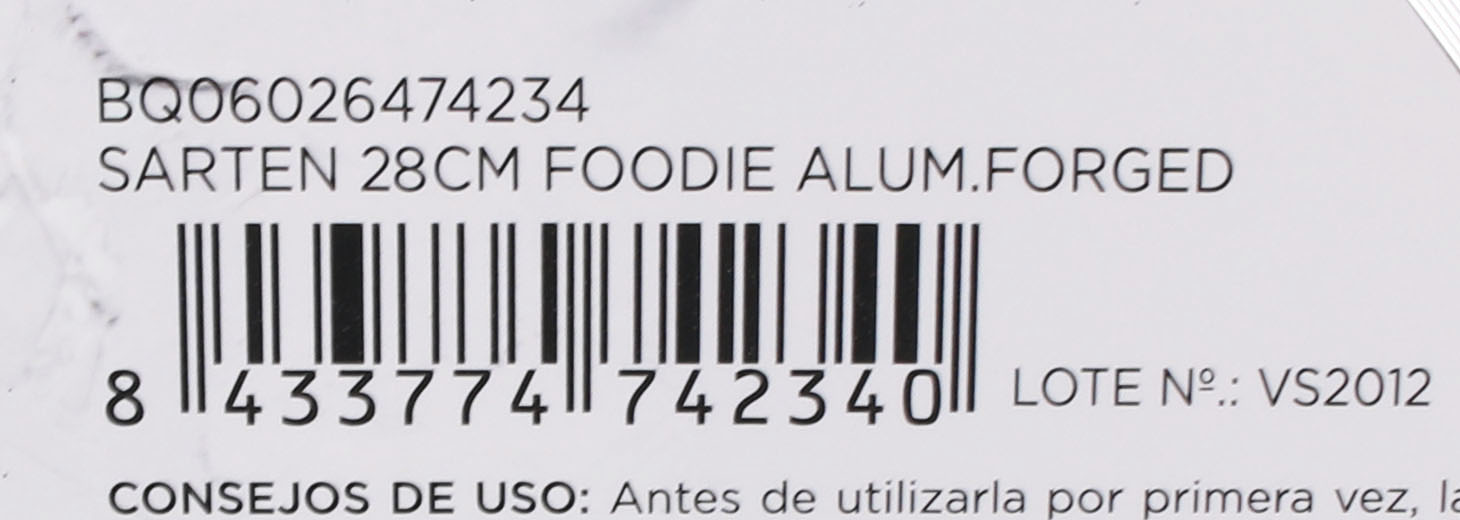 BQ06026474234
SARTEN 28CM FOODIE ALUM.FORGED
8 433774 742340
LOTE Nº.: VS2012
CONSEJOS DE USO: Antes de utilizarla por primera vez,